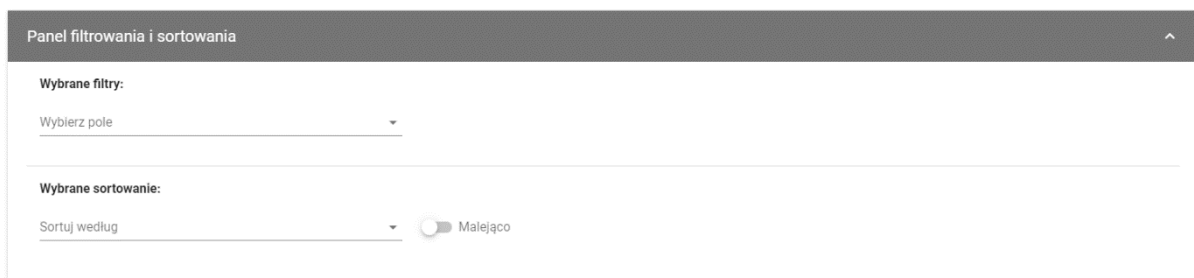 Panel filtrowania i sortowania
Wybrane filtry:
Wybierz pole
Wybrane sortowanie:
Sortuj według
Malejąco